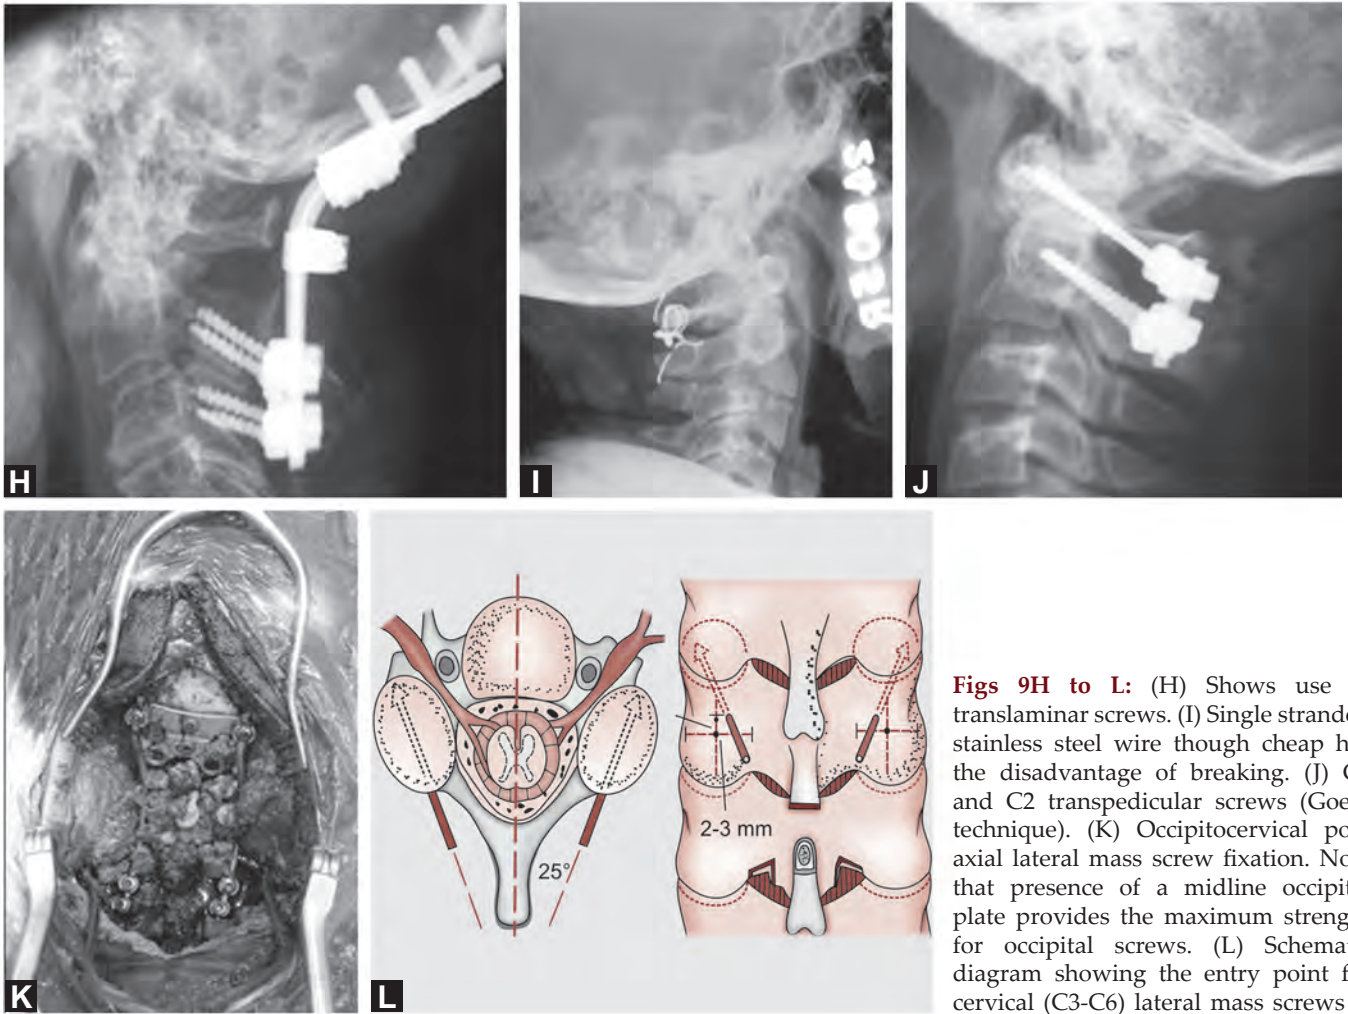 H
I
J
K
L
2-3 mm
25°
Figs 9H to L: (H) Shows use
translaminar screws. (I) Single strande
stainless steel wire though cheap h
the disadvantage of breaking. (J)
and C2 transpedicular screws (Goe
technique). (K) Occipitocervical po
axial lateral mass screw fixation. No
that presence of a midline occipit
plate provides the maximum streng
for occipital screws. (L) Schema
diagram showing the entry point f
cervical (C3-C6) lateral mass screws